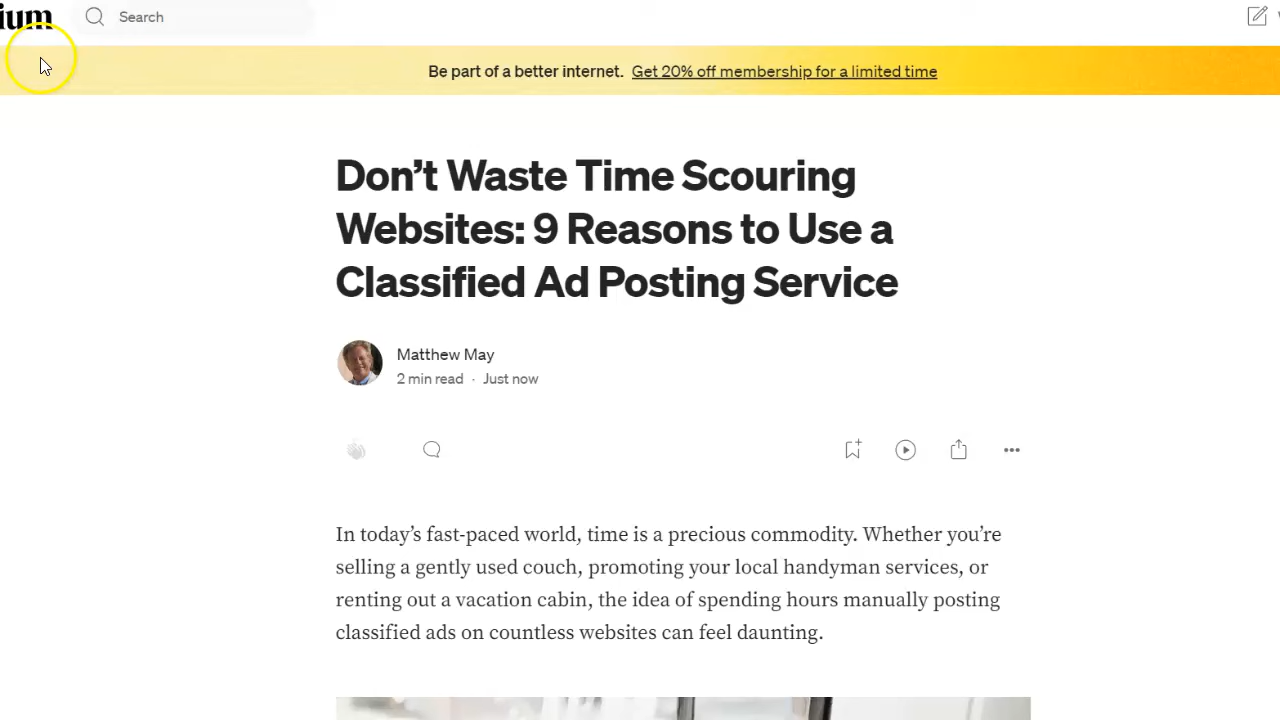 ium
Search
Be part of a better internet. Get 20% off membership for a limited time
Don’t Waste Time Scouring
Websites: 9 Reasons to Use a
Classified Ad Posting Service
Matthew May
2 min read · Just now
In today’s fast-paced world, time is a precious commodity. Whether you’re
selling a gently used couch, promoting your local handyman services, or
renting out a vacation cabin, the idea of spending hours manually posting
classified ads on countless websites can feel daunting.